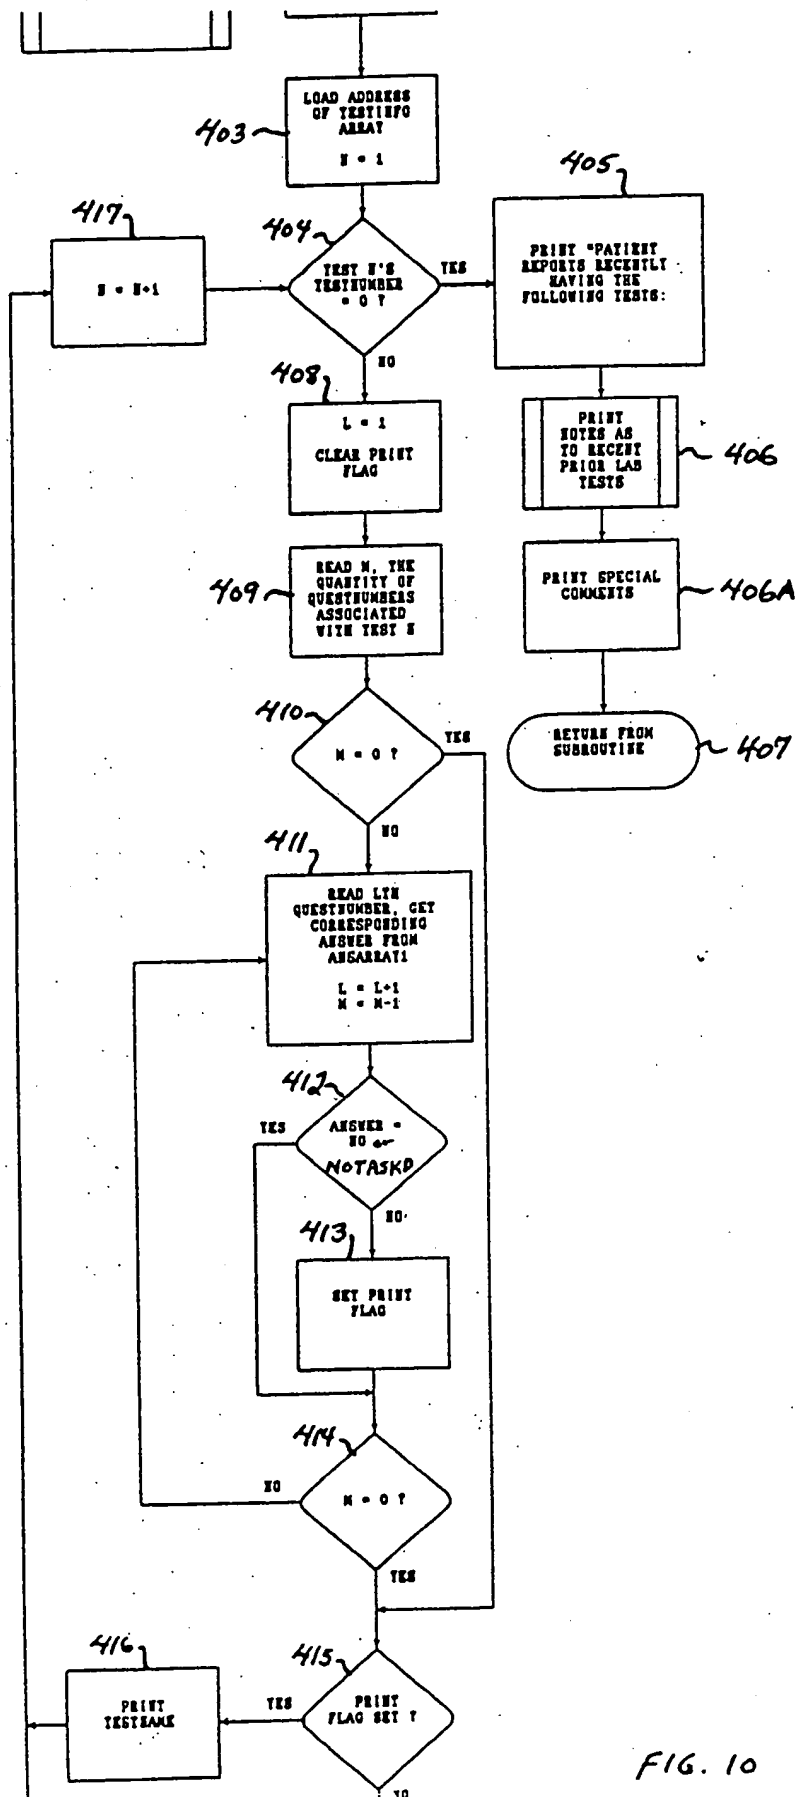 403
LOAD ADDRESS
OF TESTINFO
ARRAY
N = 1
417
N = N+1
404
TEST N'S
TESTNUMBER
= 0 ?
YES
NO
405
PRINT "PATIENT
REPORTS RECENTLY
HAVING THE
FOLLOWING TESTS:
408
L = 1
CLEAR PRINT
FLAG
PRINT
NOTES AS
TO RECENT
PRIOR LAB
TESTS
406
409
READ M, THE
QUANTITY OF
QUESTNUMBERS
ASSOCIATED
WITH TEST N
PRINT SPECIAL
COMMENTS
406A
410
M = 0 ?
YES
NO
RETURN FROM
SUBROUTINE
407
411
READ LTH
QUESTNUMBER, GET
CORRESPONDING
ANSWER FROM
ANSARRAY1
L = L+1
M = M-1
412
YES
ANSWER =
NO or
NOTASKD
NO
413
SET PRINT
FLAG
414
NO
M = 0 ?
YES
416
PRINT
TESTNAME
415
YES
PRINT
FLAG SET ?
NO
FIG. 10